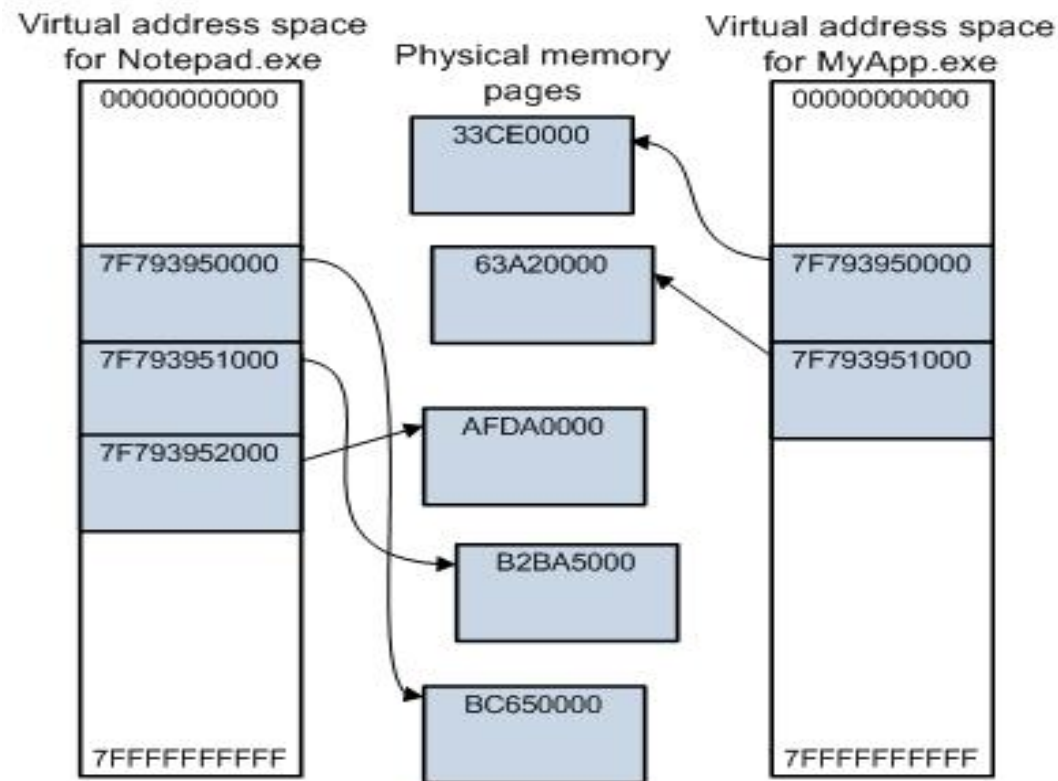 Virtual address space
for Notepad.exe
00000000000
7F793950000
7F793951000
7F793952000
7FFFFFFFFFF
Physical memory
pages
33CE0000
63A20000
AFDA0000
B2BA5000
BC650000
Virtual address space
for MyApp.exe
00000000000
7F793950000
7F793951000
7FFFFFFFFFF